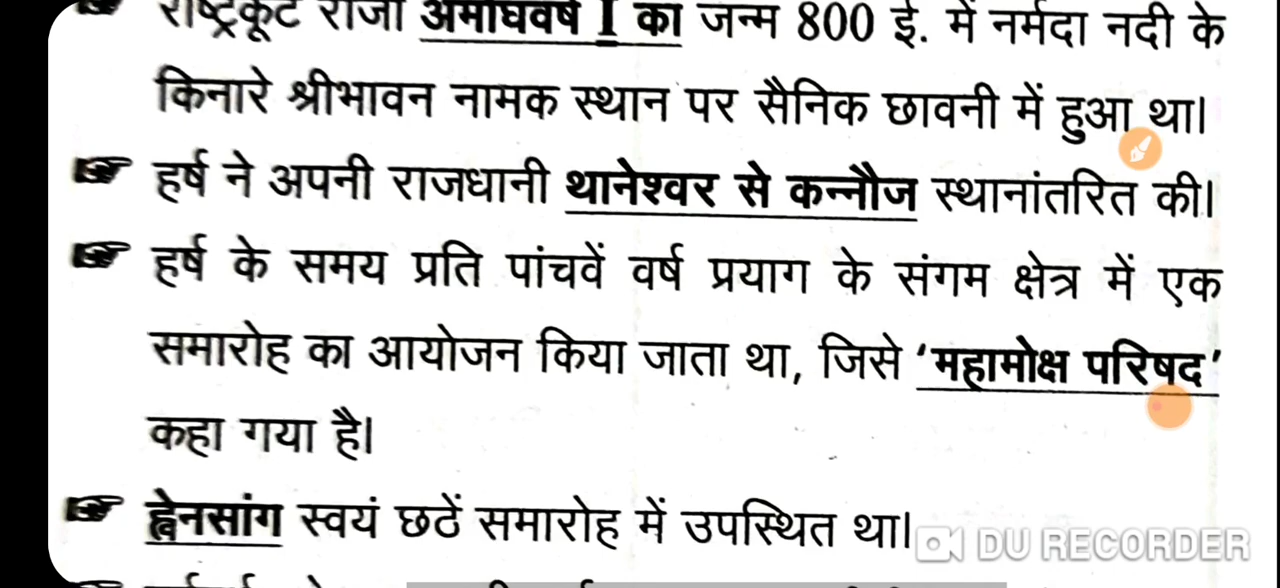 राष्ट्रकूट राजा अमोघवर्ष I का जन्म 800 ई. में नर्मदा नदी के
किनारे श्रीभावन नामक स्थान पर सैनिक छावनी में हुआ था।
हर्ष ने अपनी राजधानी थानेश्वर से कन्नौज स्थानांतरित की।
हर्ष के समय प्रति पांचवें वर्ष प्रयाग के संगम क्षेत्र में एक
समारोह का आयोजन किया जाता था, जिसे 'महामोक्ष परिषद'
कहा गया है।
ह्वेनसांग स्वयं छठें समारोह में उपस्थित था।
DU RECORDER